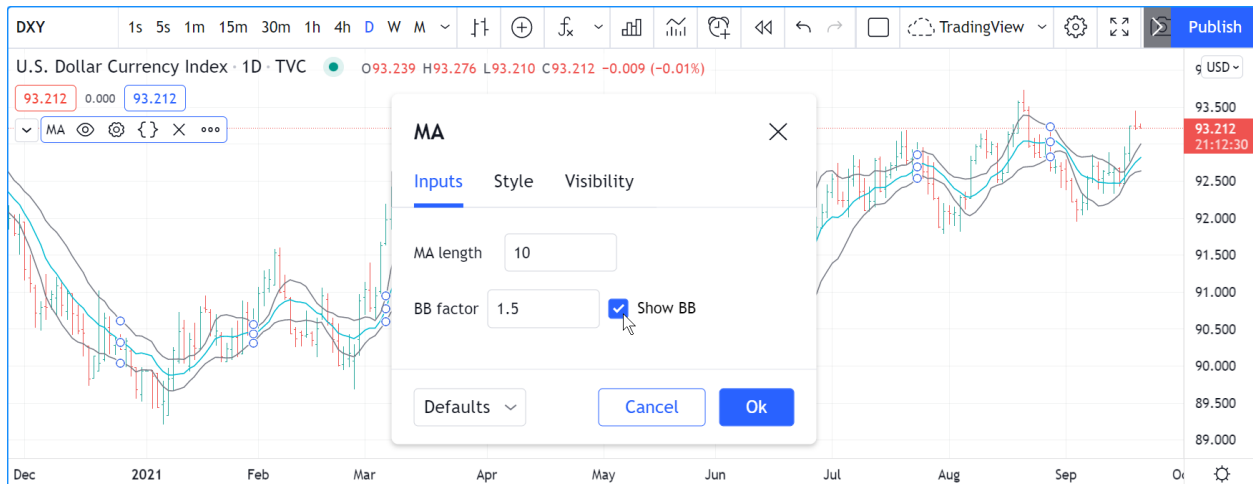 DXY 1s 5s 1m 15m 30m 1h 4h D W M TradingView Publish
U.S. Dollar Currency Index · 1D · TVC O93.239 H93.276 L93.210 C93.212 −0.009 (−0.01%) USD
93.212 0.000 93.212
MA
MA
Inputs Style Visibility
MA length 10
BB factor 1.5 Show BB
Defaults Cancel Ok
93.500
93.212
21:12:30
92.500
92.000
91.500
91.000
90.500
90.000
89.500
89.000
Dec 2021 Feb Mar Apr May Jun Jul Aug Sep